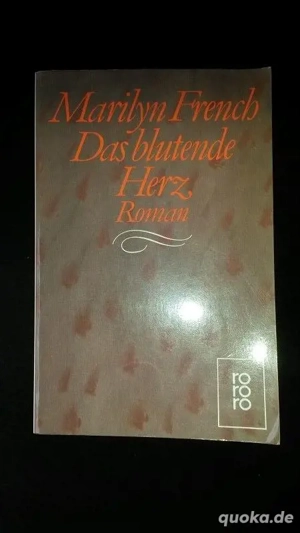 Marilyn French
Das blutende
Herz
Roman
ro
ro
ro
quoka.de